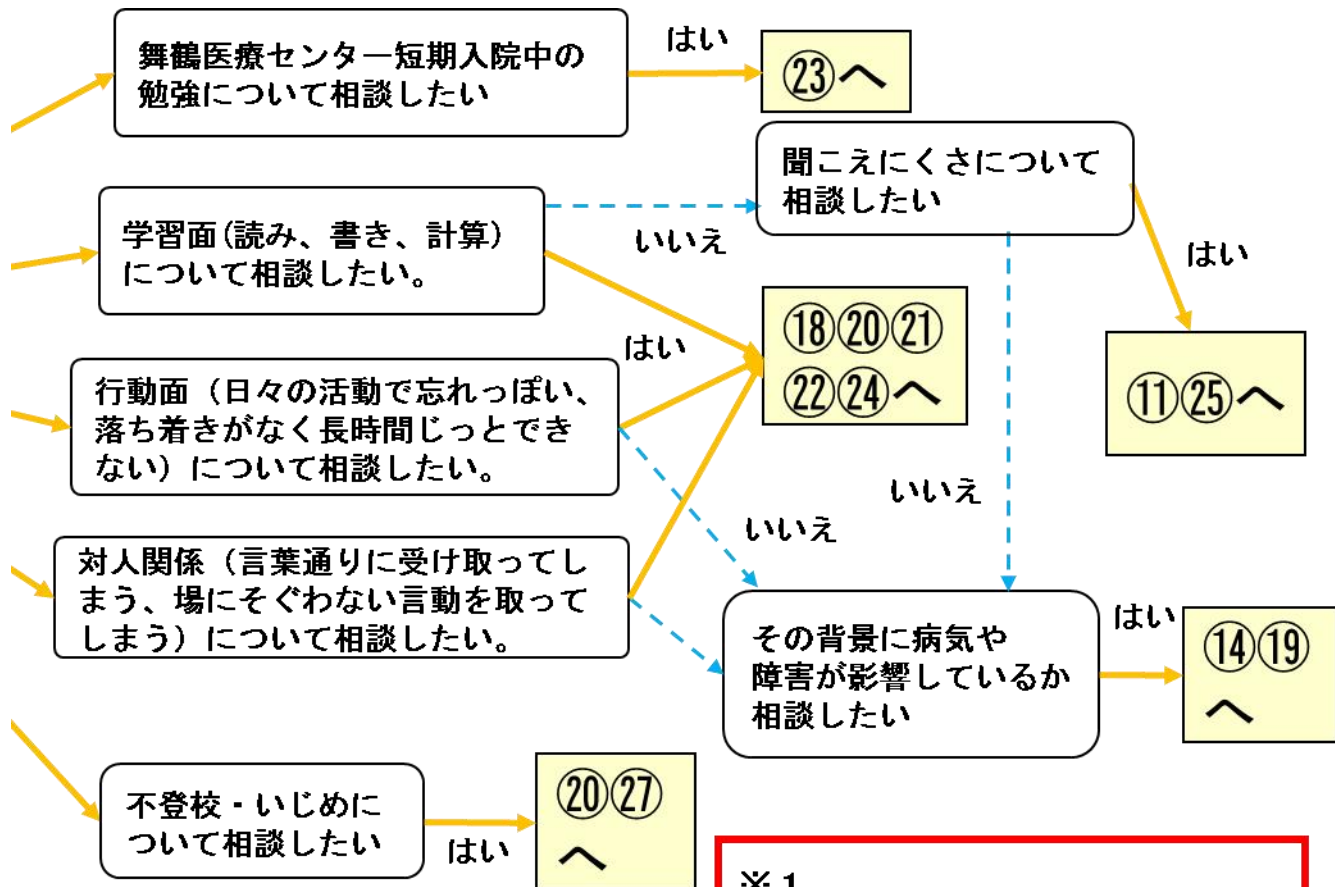 舞鶴医療センター短期入院中の
勉強について相談したい
はい
㉓へ
聞こえにくさについて
相談したい
学習面(読み、書き、計算)
について相談したい。
いいえ
はい
⑱⑳㉑
㉒㉔へ
はい
⑪㉕へ
行動面（日々の活動で忘れっぽい、
落ち着きがなく長時間じっとでき
ない）について相談したい。
いいえ
いいえ
対人関係（言葉通りに受け取ってし
まう、場にそぐわない言動を取って
しまう）について相談したい。
その背景に病気や
障害が影響しているか
相談したい
はい
⑭⑲
へ
不登校・いじめに
ついて相談したい
はい
⑳㉗
へ
※１